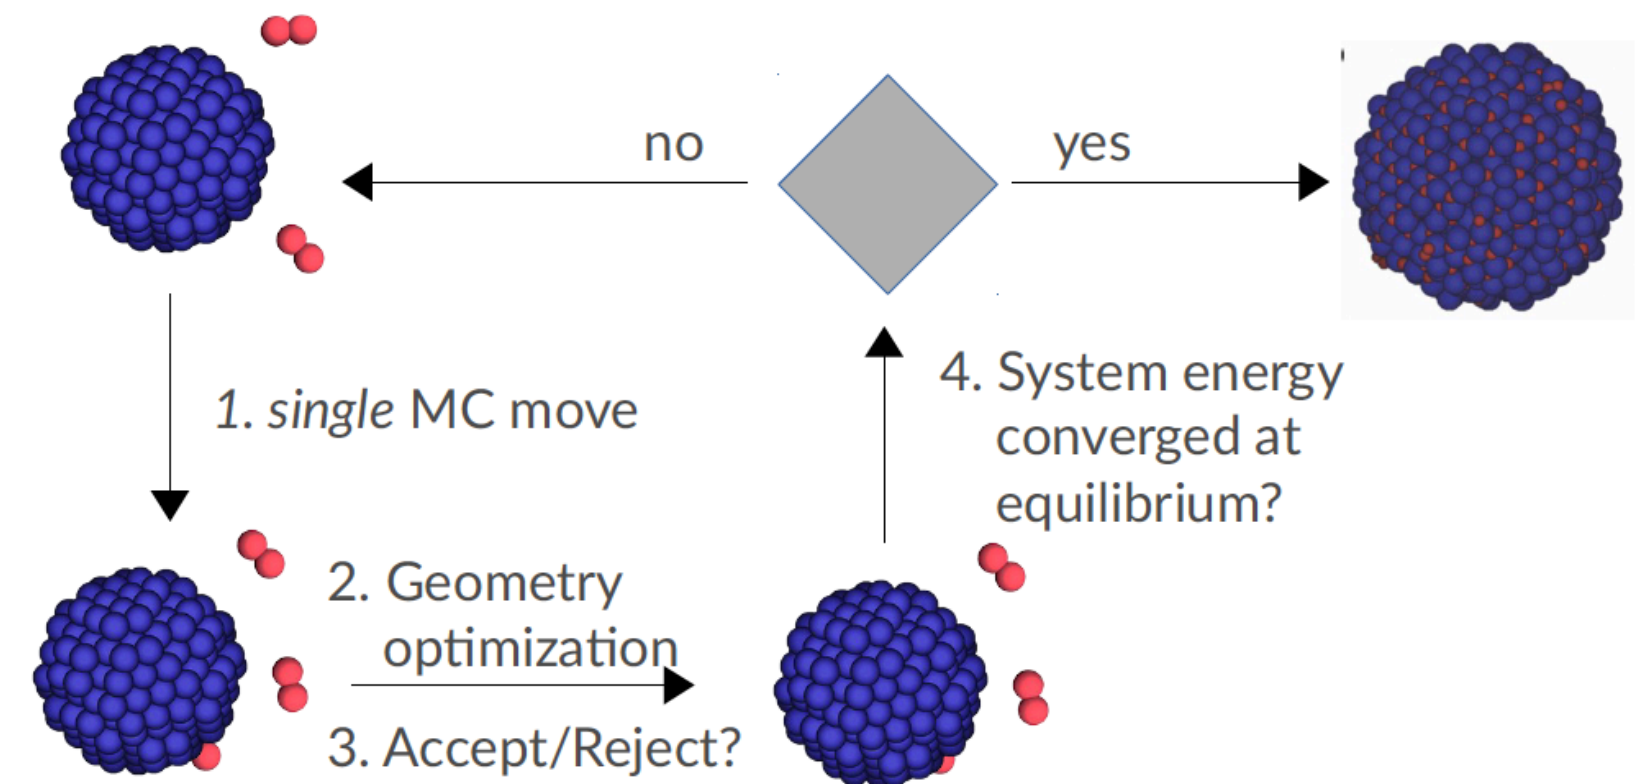 no
yes
1. single MC move
4. System energy
converged at
equilibrium?
2. Geometry
optimization
3. Accept/Reject?